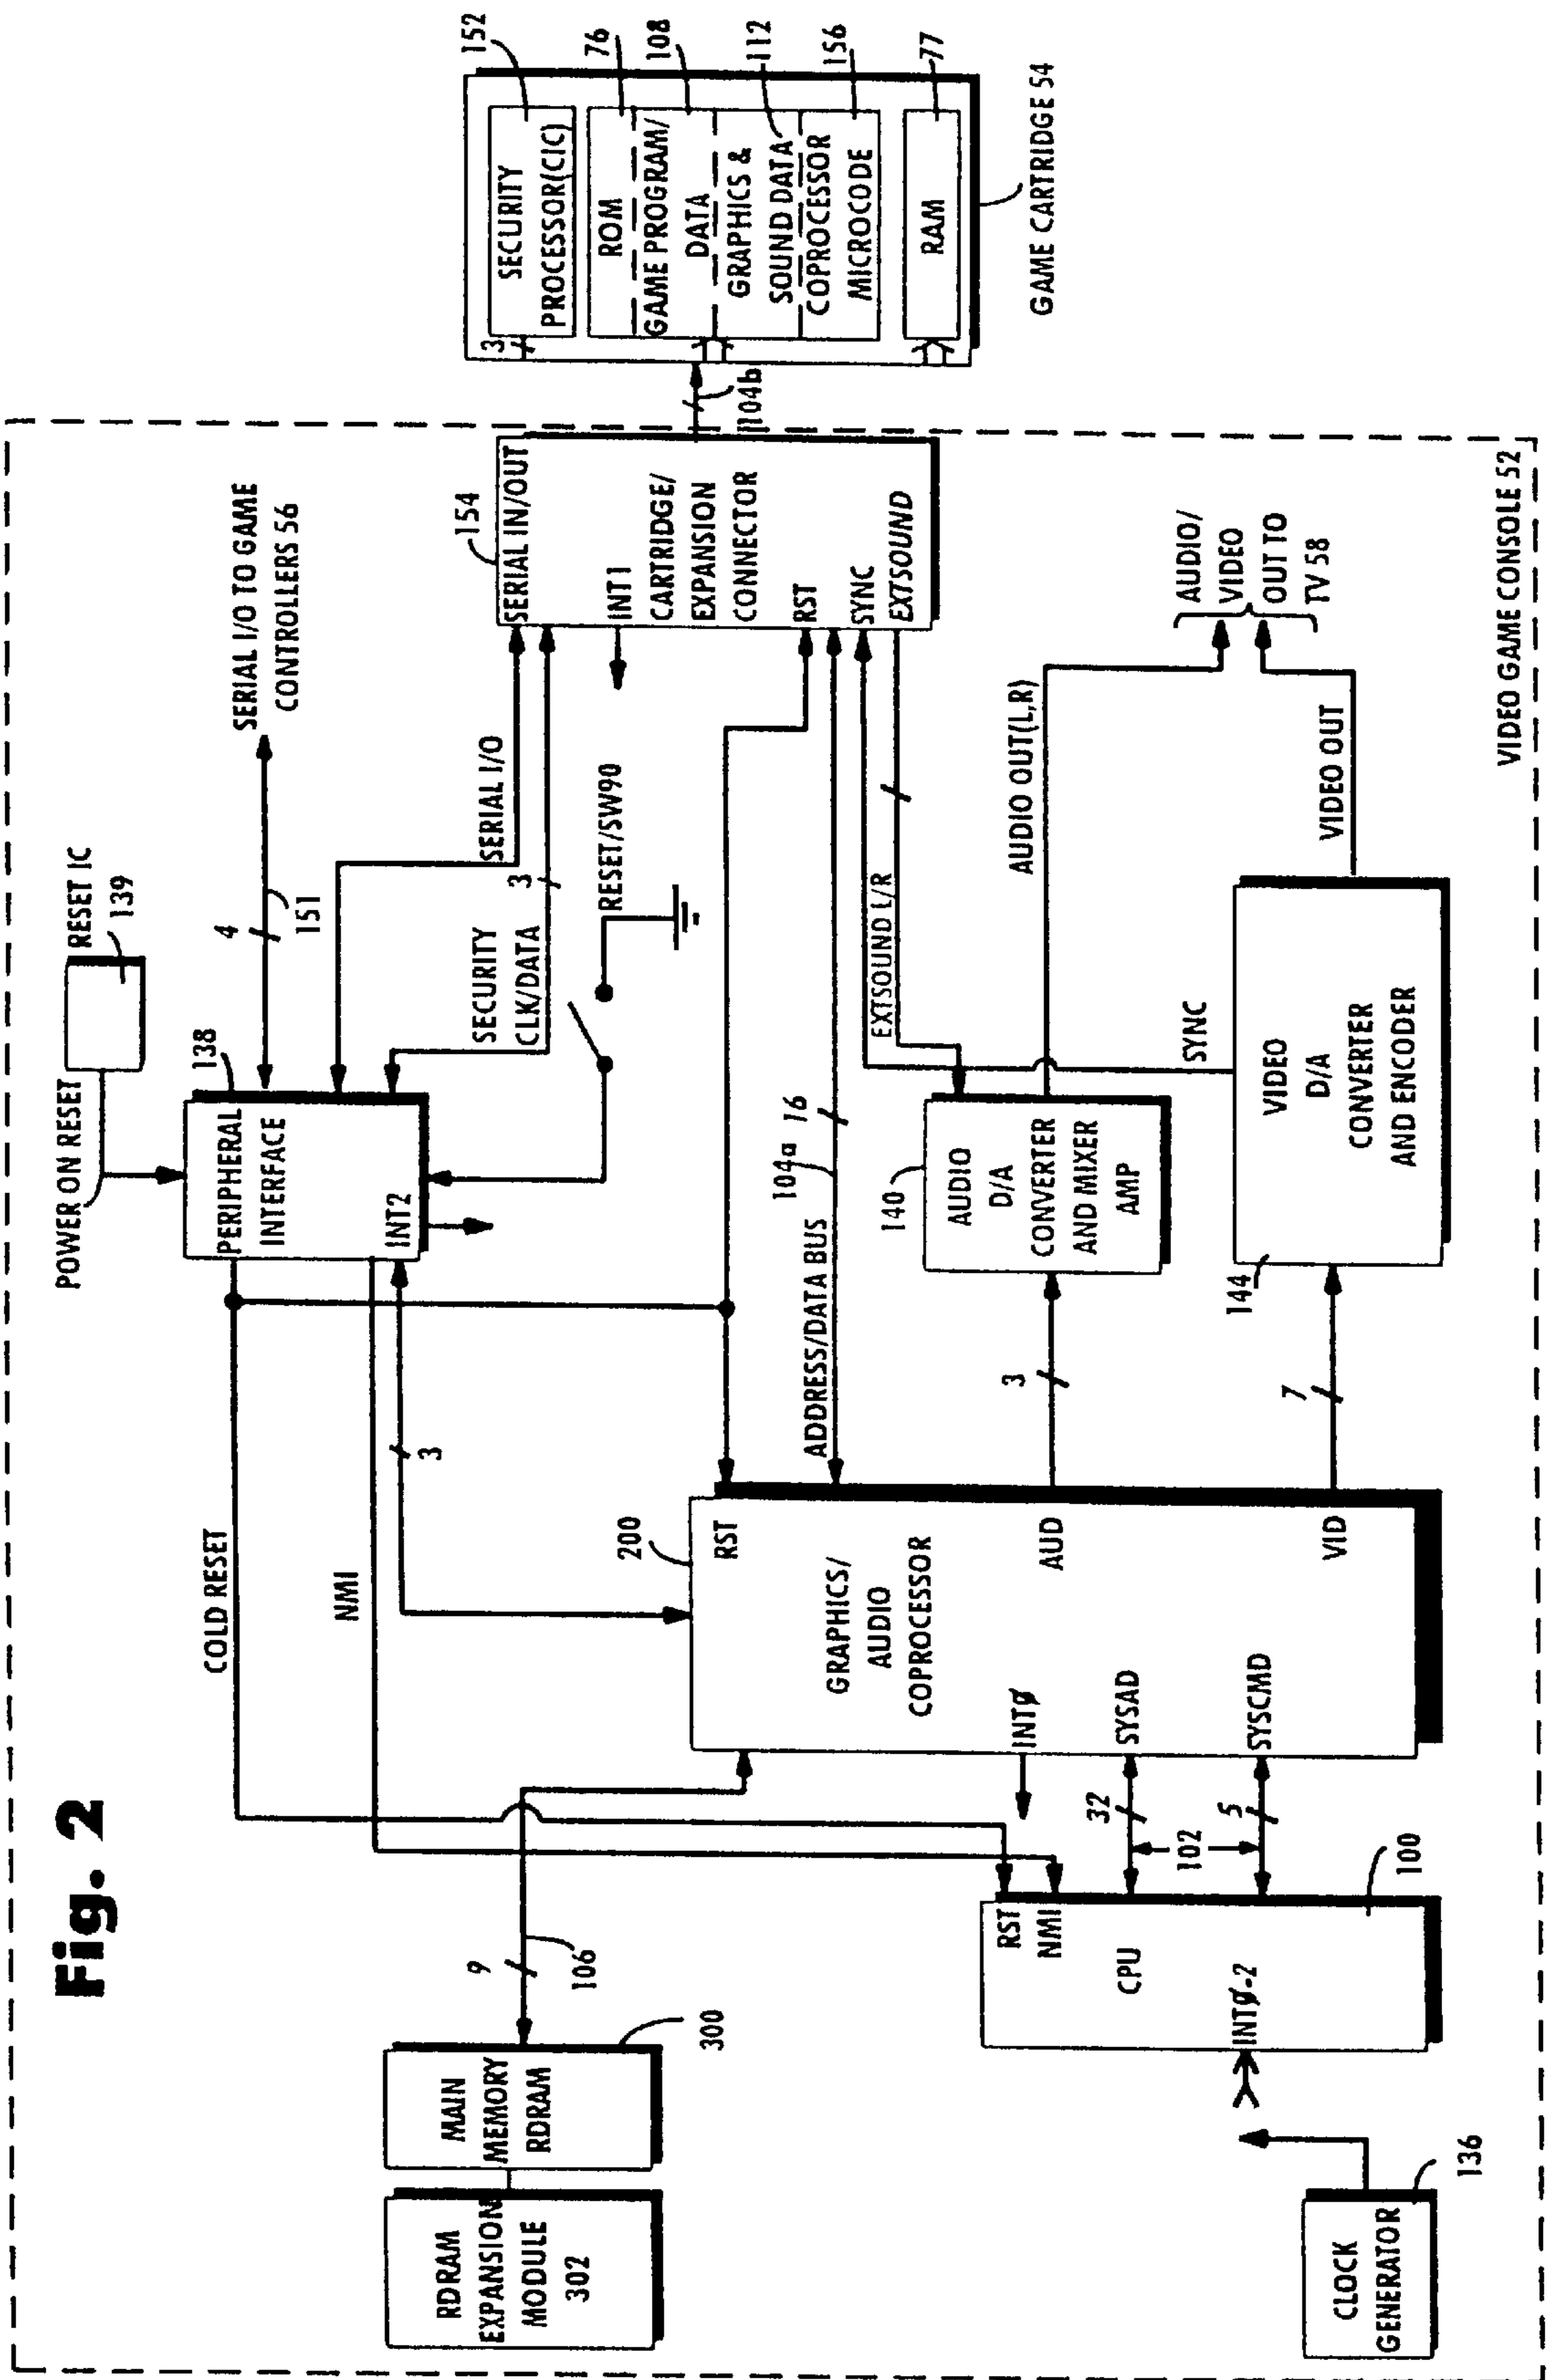 Fig. 2
VIDEO GAME CONSOLE 52
POWER ON RESET
RESET IC
139
138
PERIPHERAL
INTERFACE
INT2
COLD RESET
NMI
3
4
151
SERIAL I/O TO GAME
CONTROLLERS 56
SERIAL I/O
SECURITY
CLK/DATA
3
RESET/SW90
154
SERIAL IN/OUT
INT1
CARTRIDGE/
EXPANSION
CONNECTOR
RST
SYNC
EXTSOUND
104b
152
SECURITY
PROCESSOR(CIC)
3
76
ROM
108
GAME PROGRAM/
DATA
112
GRAPHICS &
SOUND DATA
156
COPROCESSOR
MICROCODE
77
RAM
GAME CARTRIDGE 54
RDRAM
EXPANSION
MODULE
302
MAIN
MEMORY
RDRAM
300
9
106
200
RST
GRAPHICS/
AUDIO
COPROCESSOR
AUD
VID
INTØ
SYSAD
SYSCMD
ADDRESS/DATA BUS
104a
16
EXTSOUND L/R
140
AUDIO
D/A
CONVERTER
AND MIXER
AMP
3
AUDIO OUT(L,R)
AUDIO/
VIDEO
OUT TO
TV 58
SYNC
144
VIDEO
D/A
CONVERTER
AND ENCODER
7
VIDEO OUT
32
5
102
100
RST
NMI
CPU
INTØ-2
CLOCK
GENERATOR
136